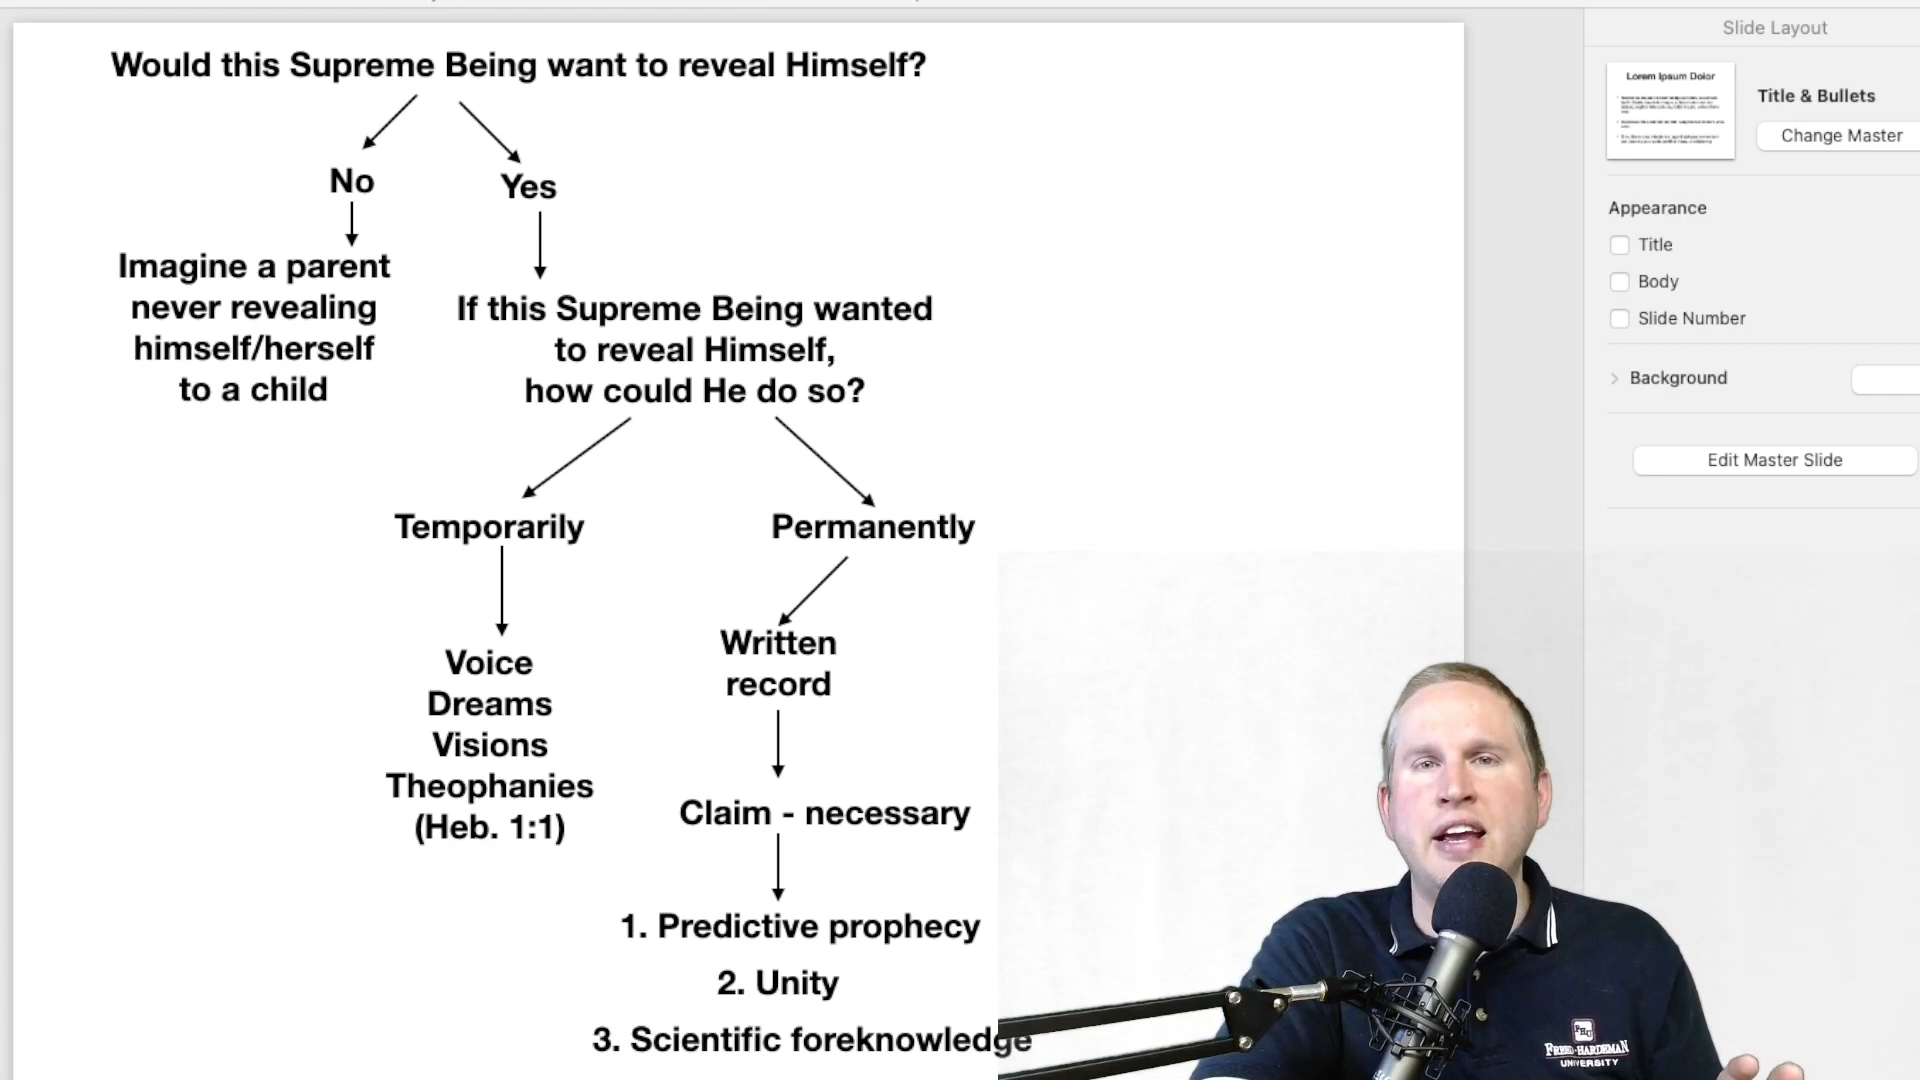 Would this Supreme Being want to reveal Himself?
No
Yes
Imagine a parent
never revealing
himself/herself
to a child
If this Supreme Being wanted
to reveal Himself,
how could He do so?
Temporarily
Permanently
Voice
Dreams
Visions
Theophanies
(Heb. 1:1)
Written
record
Claim - necessary
1. Predictive prophecy
2. Unity
3. Scientific foreknowledge
Slide Layout
Lorem Ipsum Dolor
Title & Bullets
Change Master
Appearance
Title
Body
Slide Number
Background
Edit Master Slide
FHU
FREED-HARDEMAN
UNIVERSITY